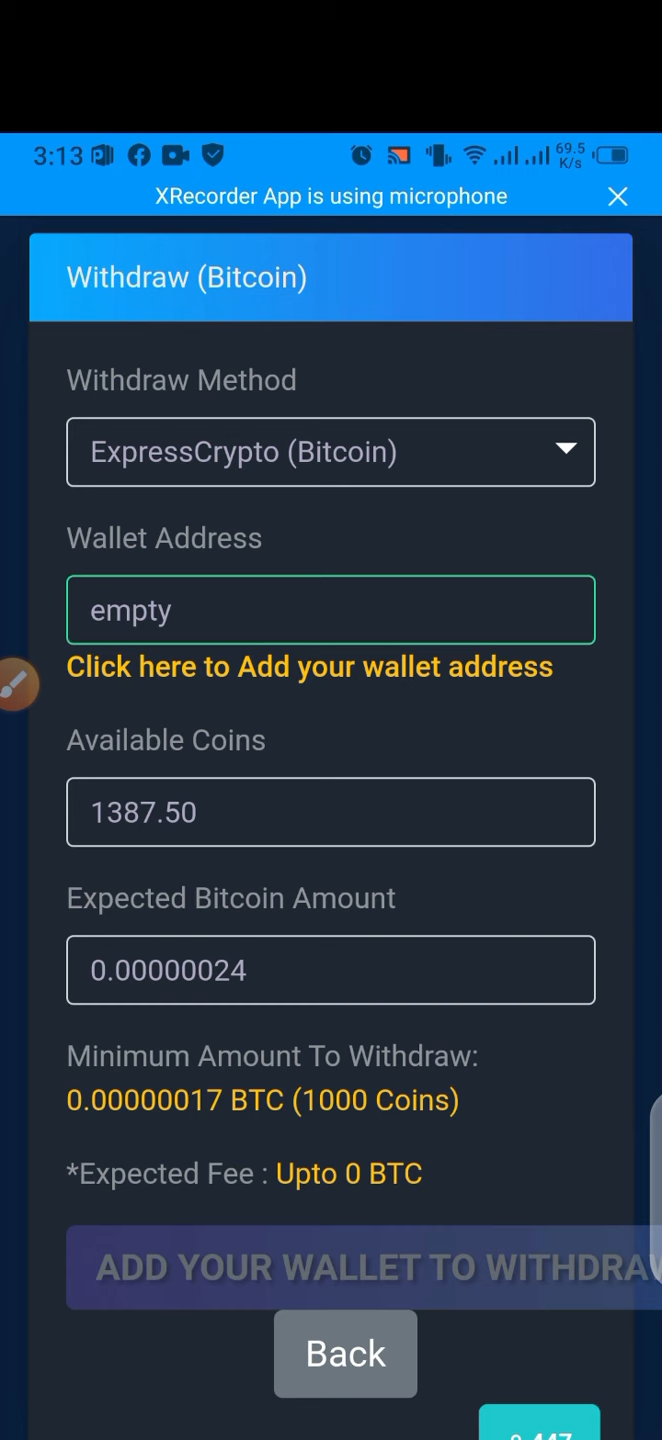 3:13
69.5
K/s
XRecorder App is using microphone
Withdraw (Bitcoin)
Withdraw Method
ExpressCrypto (Bitcoin)
Wallet Address
empty
Click here to Add your wallet address
Available Coins
1387.50
Expected Bitcoin Amount
0.00000024
Minimum Amount To Withdraw:
0.00000017 BTC (1000 Coins)
*Expected Fee : Upto 0 BTC
ADD YOUR WALLET TO WITHDRA
Back